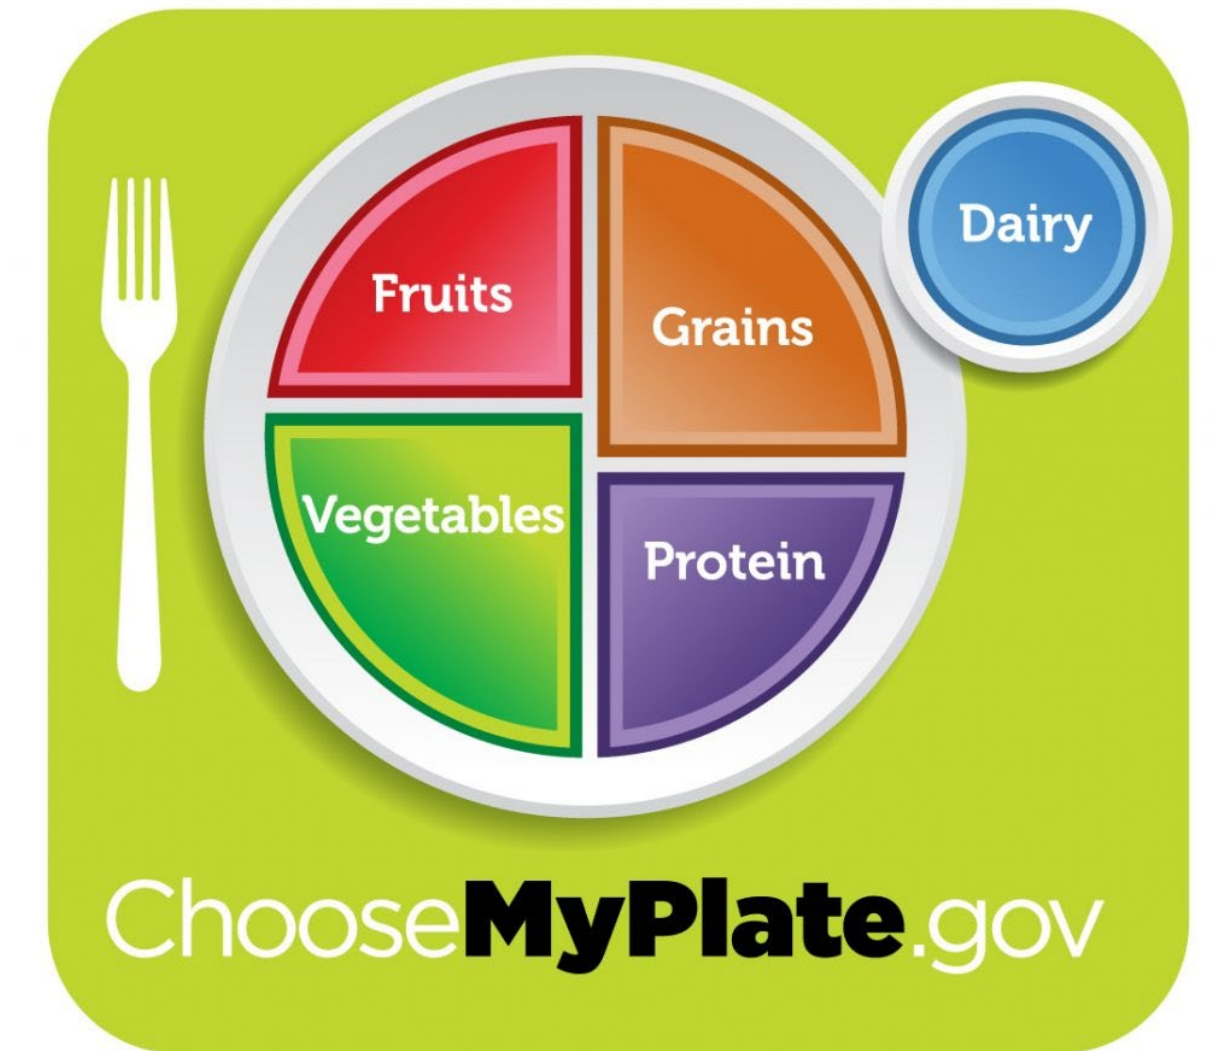 Dairy
Fruits
Grains
Vegetables
Protein
ChooseMyPlate.gov